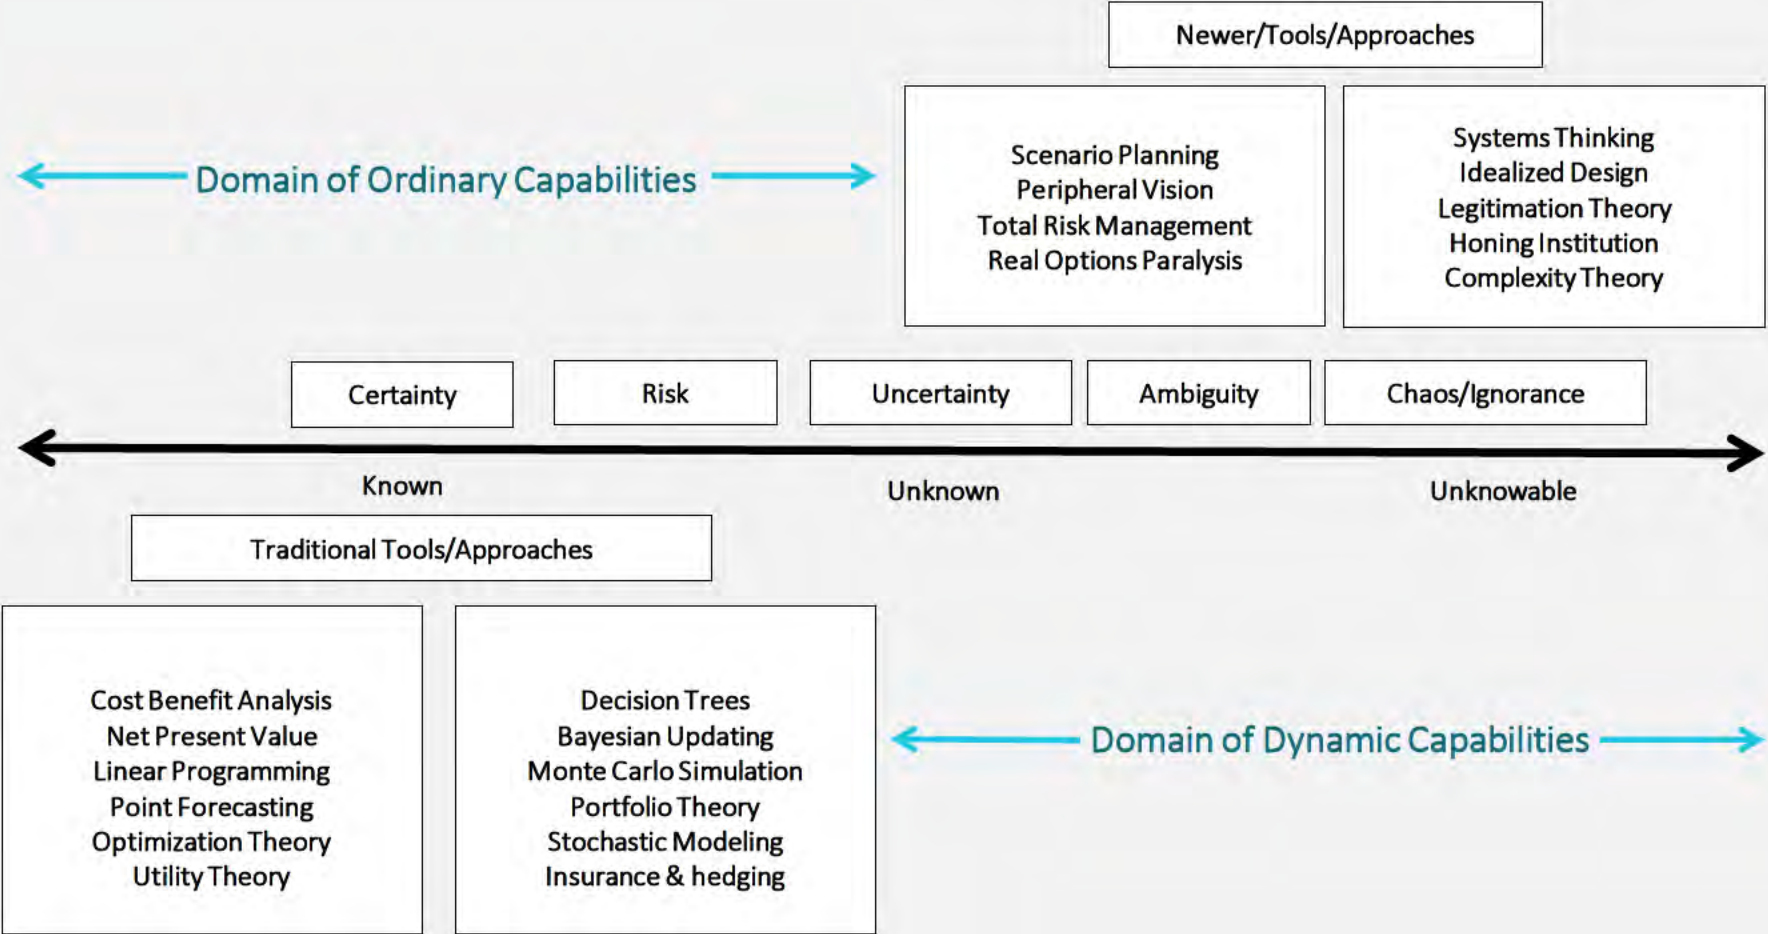 Newer/Tools/Approaches
Domain of Ordinary Capabilities
Scenario Planning
Peripheral Vision
Total Risk Management
Real Options Paralysis
Systems Thinking
Idealized Design
Legitimation Theory
Honing Institution
Complexity Theory
Certainty
Risk
Uncertainty
Ambiguity
Chaos/Ignorance
Known
Unknown
Unknowable
Traditional Tools/Approaches
Cost Benefit Analysis
Net Present Value
Linear Programming
Point Forecasting
Optimization Theory
Utility Theory
Decision Trees
Bayesian Updating
Monte Carlo Simulation
Portfolio Theory
Stochastic Modeling
Insurance & hedging
Domain of Dynamic Capabilities